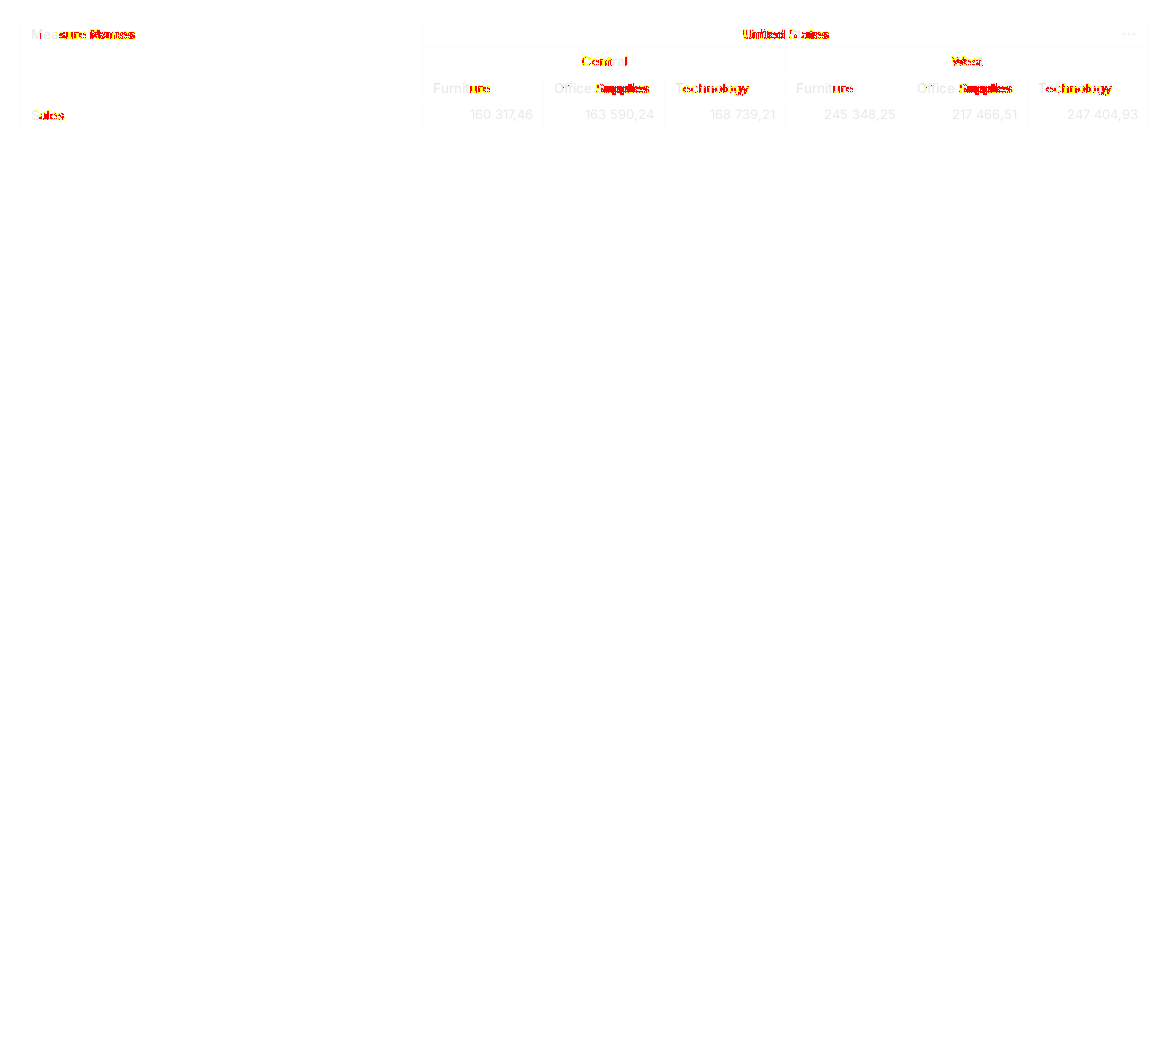 Measure Names United States ...
Central West
Furniture Office Supplies Technology Furniture Office Supplies Technology
Sales 160 317,46 163 590,24 168 739,21 245 348,25 217 466,51 247 404,93